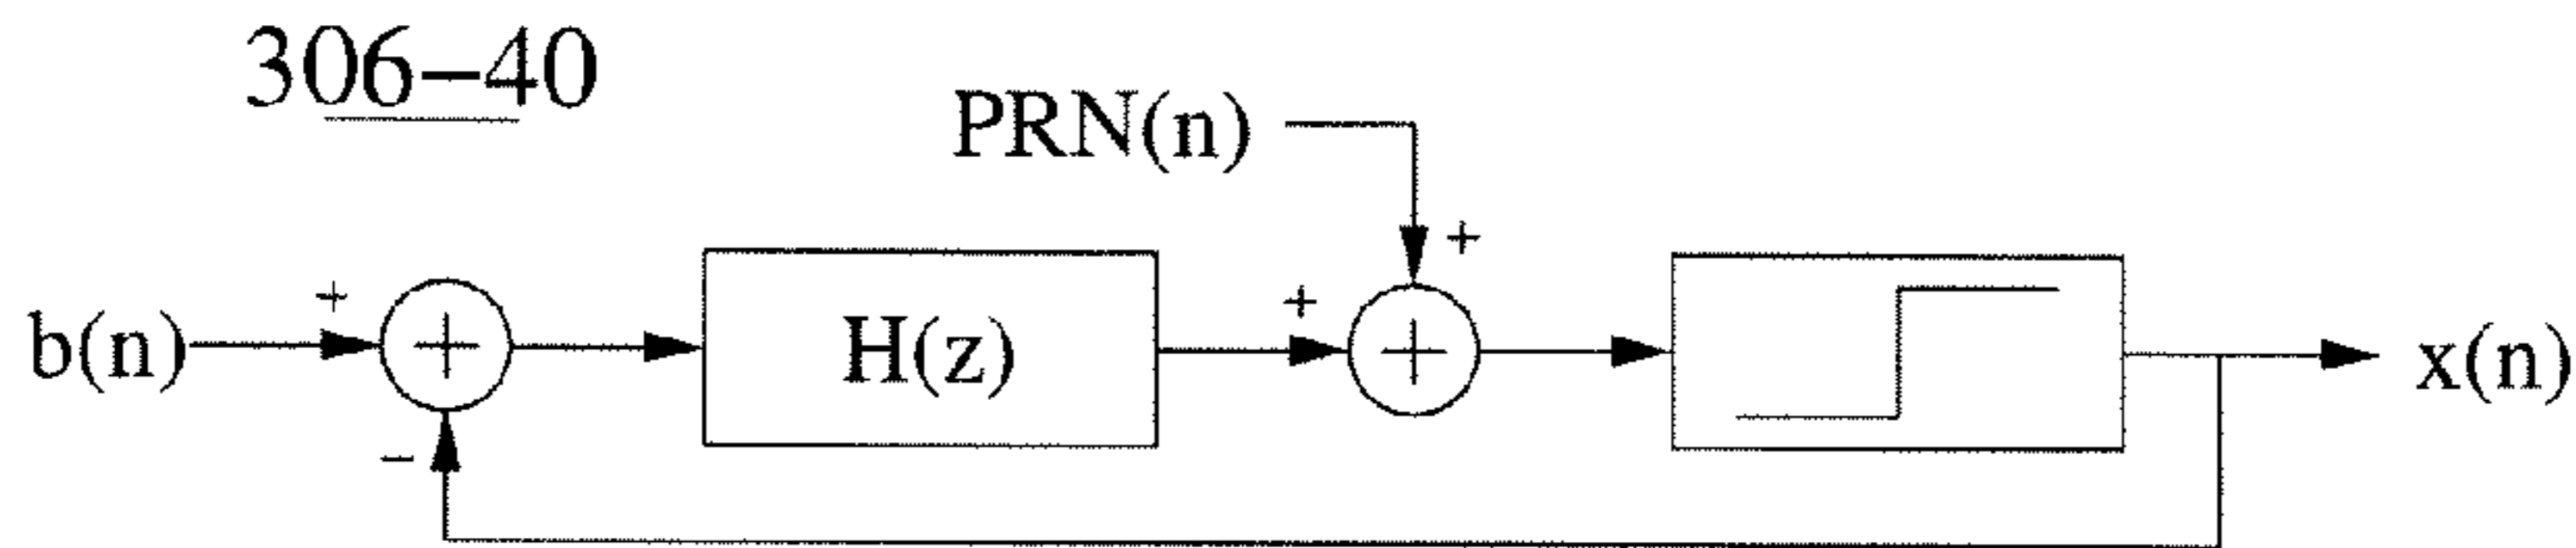 306–40
PRN(n)
+
+
+
b(n)
+
H(z)
+
x(n)
–